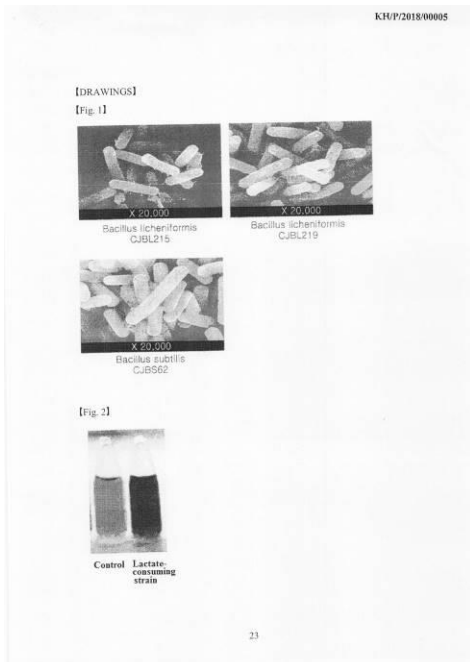 KH/P/2018/00005
【DRAWINGS】
【Fig. 1】
X 20,000
X 20,000
Bacillus licheniformis
CJBL215
Bacillus licheniformis
CJBL219
X 20,000
Bacillus subtilis
CJBS62
【Fig. 2】
Control
Lactate-
consuming
strain
23